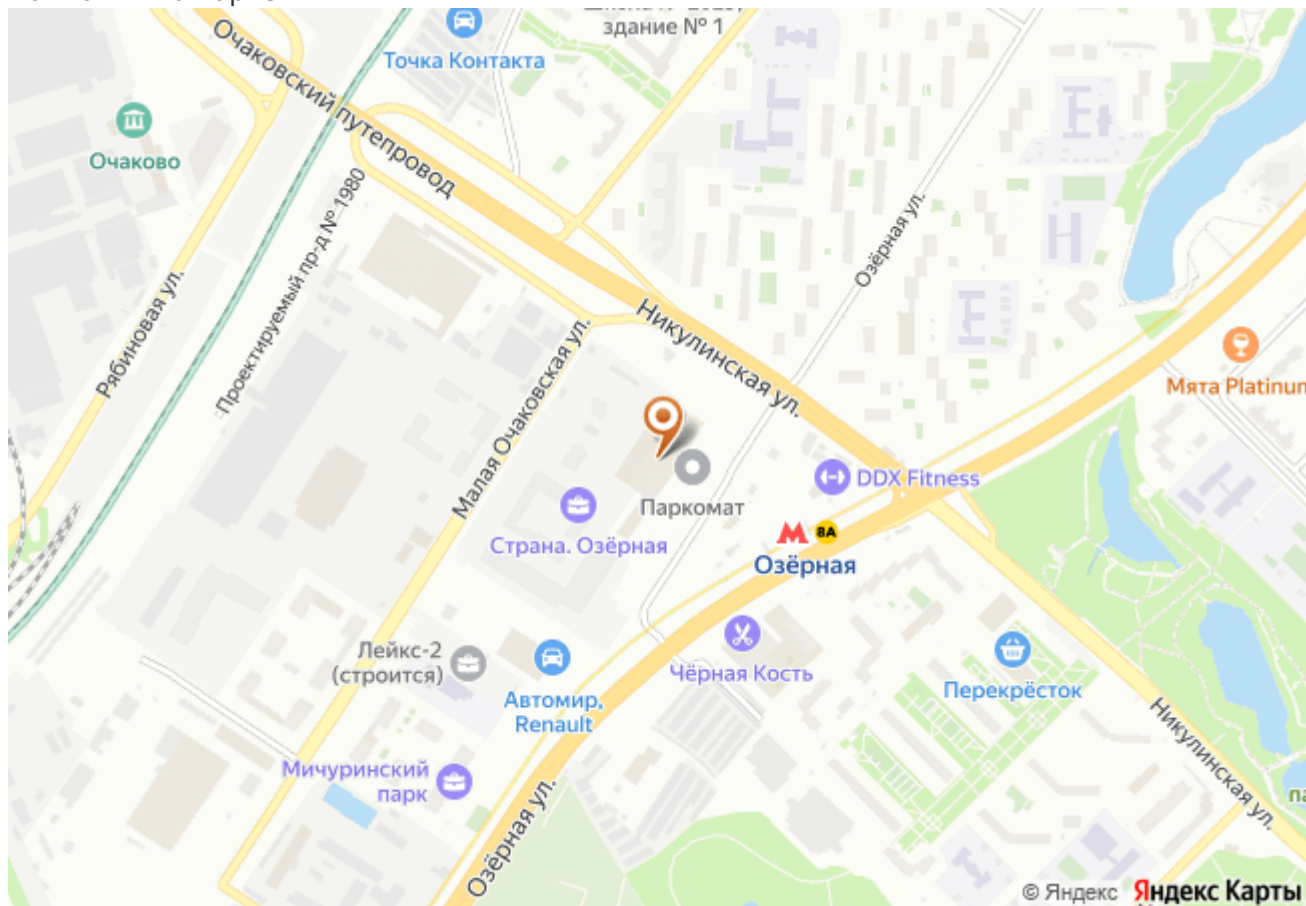 здание № 1
Точка Контакта
Очаковский путепровод
Очаково
Проектируемый пр-д № 1980
Озёрная ул.
Рябиновая ул.
Никулинская ул.
Малая Очаковская ул.
Мята Platinum
DDX Fitness
Паркомат
Страна. Озёрная
М 8А
Озёрная
Лейкс-2
(строится)
Чёрная Кость
Перекрёсток
Автомир,
Renault
Никулинская ул.
Мичуринский
парк
Озёрная ул.
© Яндекс Яндекс Карты